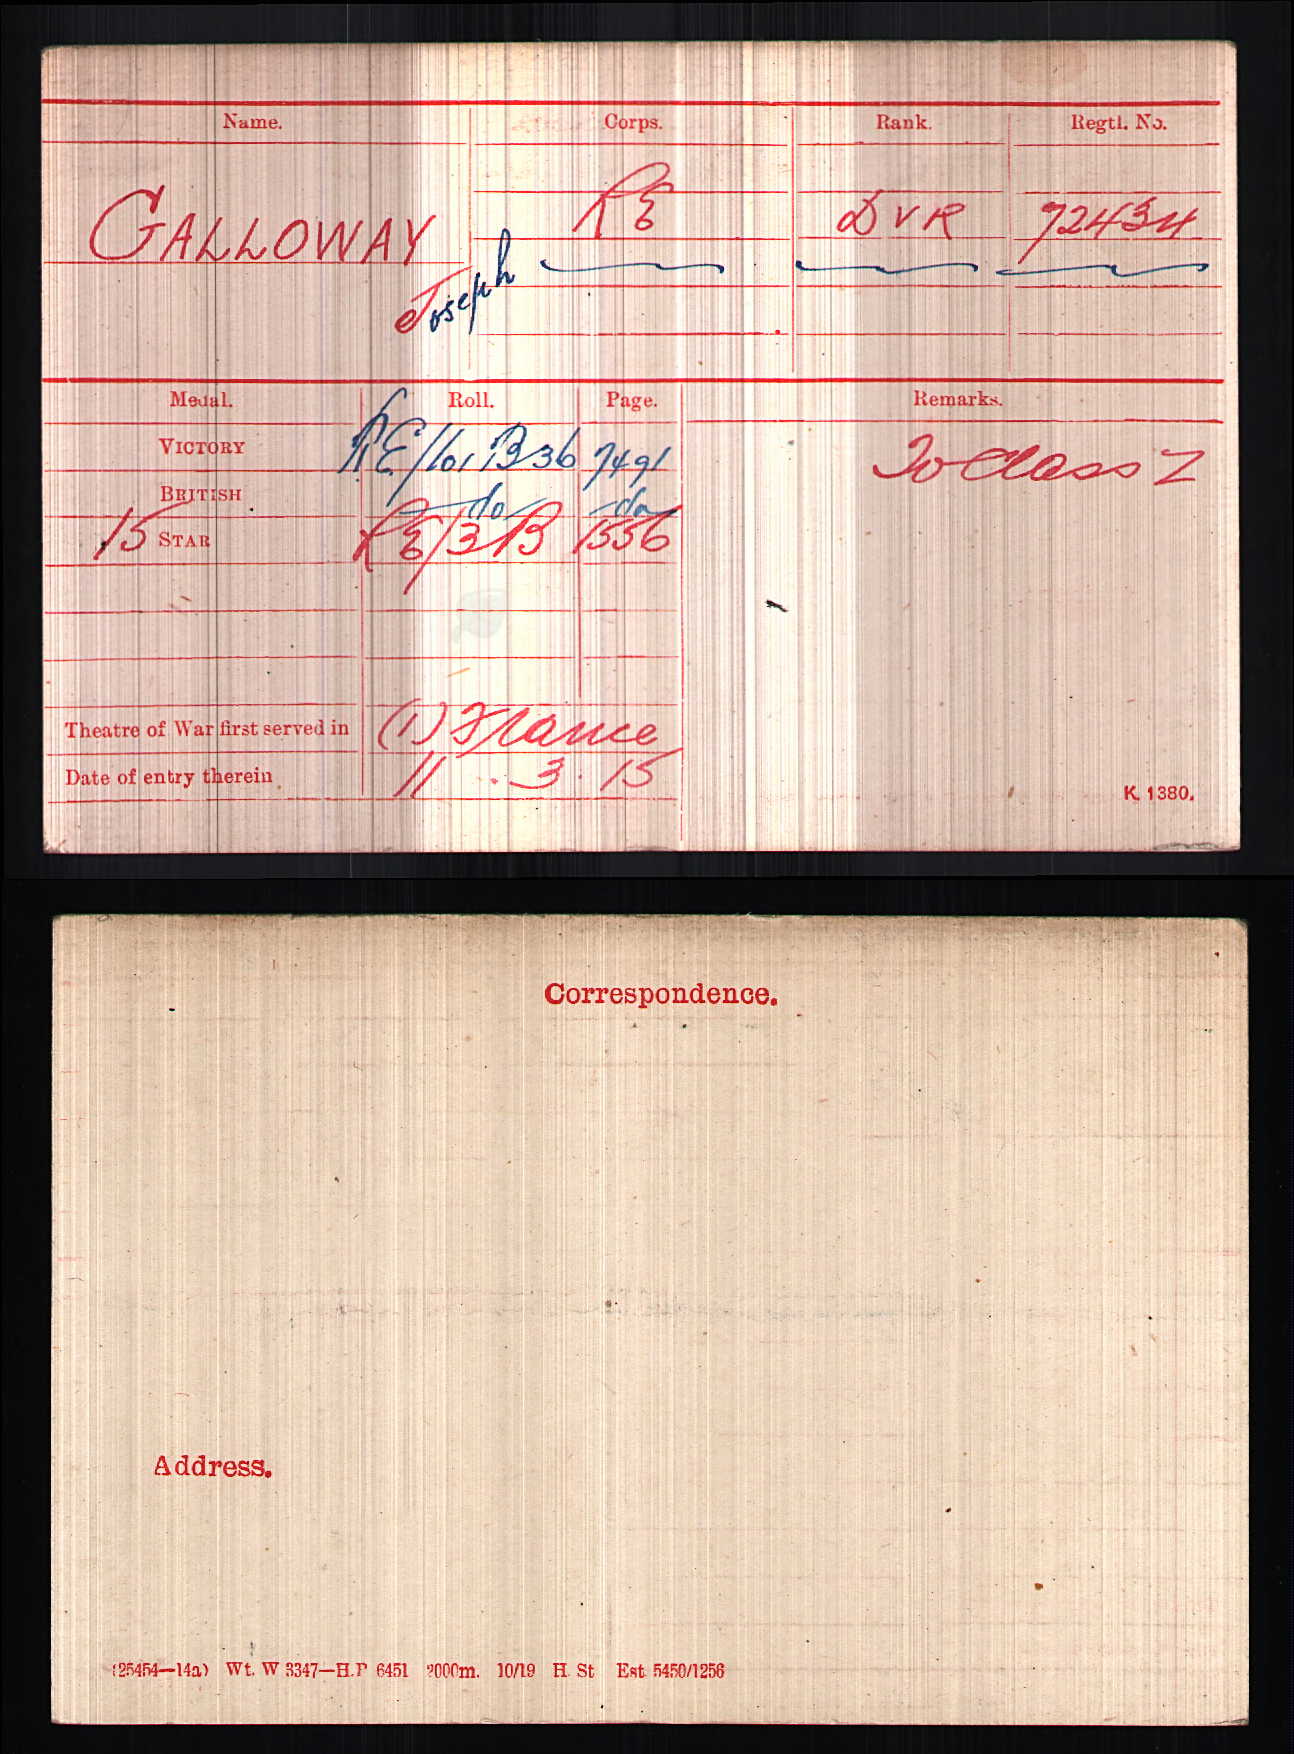 Name. Corps. Rank. Regtl. No.
GALLOWAY RE DVR 72434
Joseph
Medal. Roll. Page. Remarks.
VICTORY RE/101 B36 7491 To Class Z
BRITISH do do
15 STAR RE/3B 1556
Theatre of War first served in (1) France
Date of entry therein 11 . 3 . 15
K. 1380.
Correspondence.
Address.
(25454—14a) Wt. W 3347—H.P 6451 2000m. 10/19 H. St Est. 5450/1256